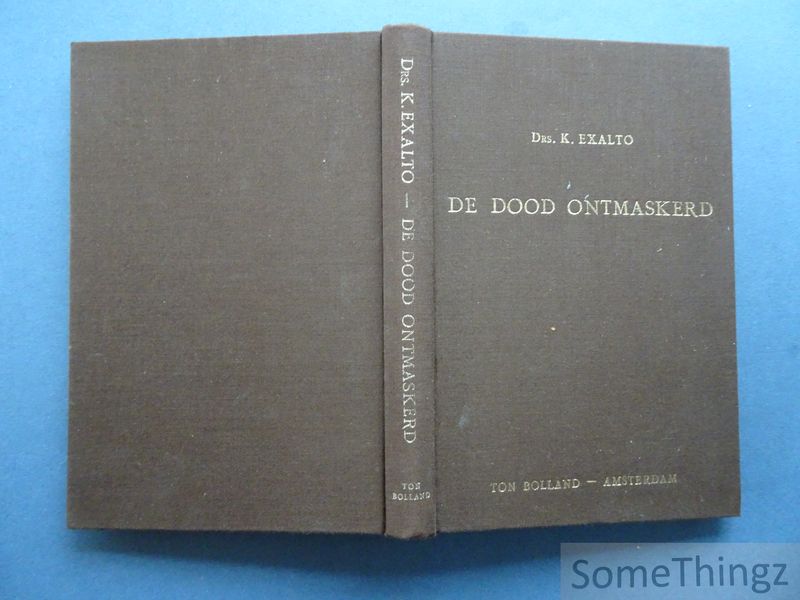 Drs. K. EXALTO — DE DOOD ONTMASKERD
TON
BOLLAND
Drs. K. EXALTO
DE DOOD ONTMASKERD
TON BOLLAND — AMSTERDAM
SomeThingz